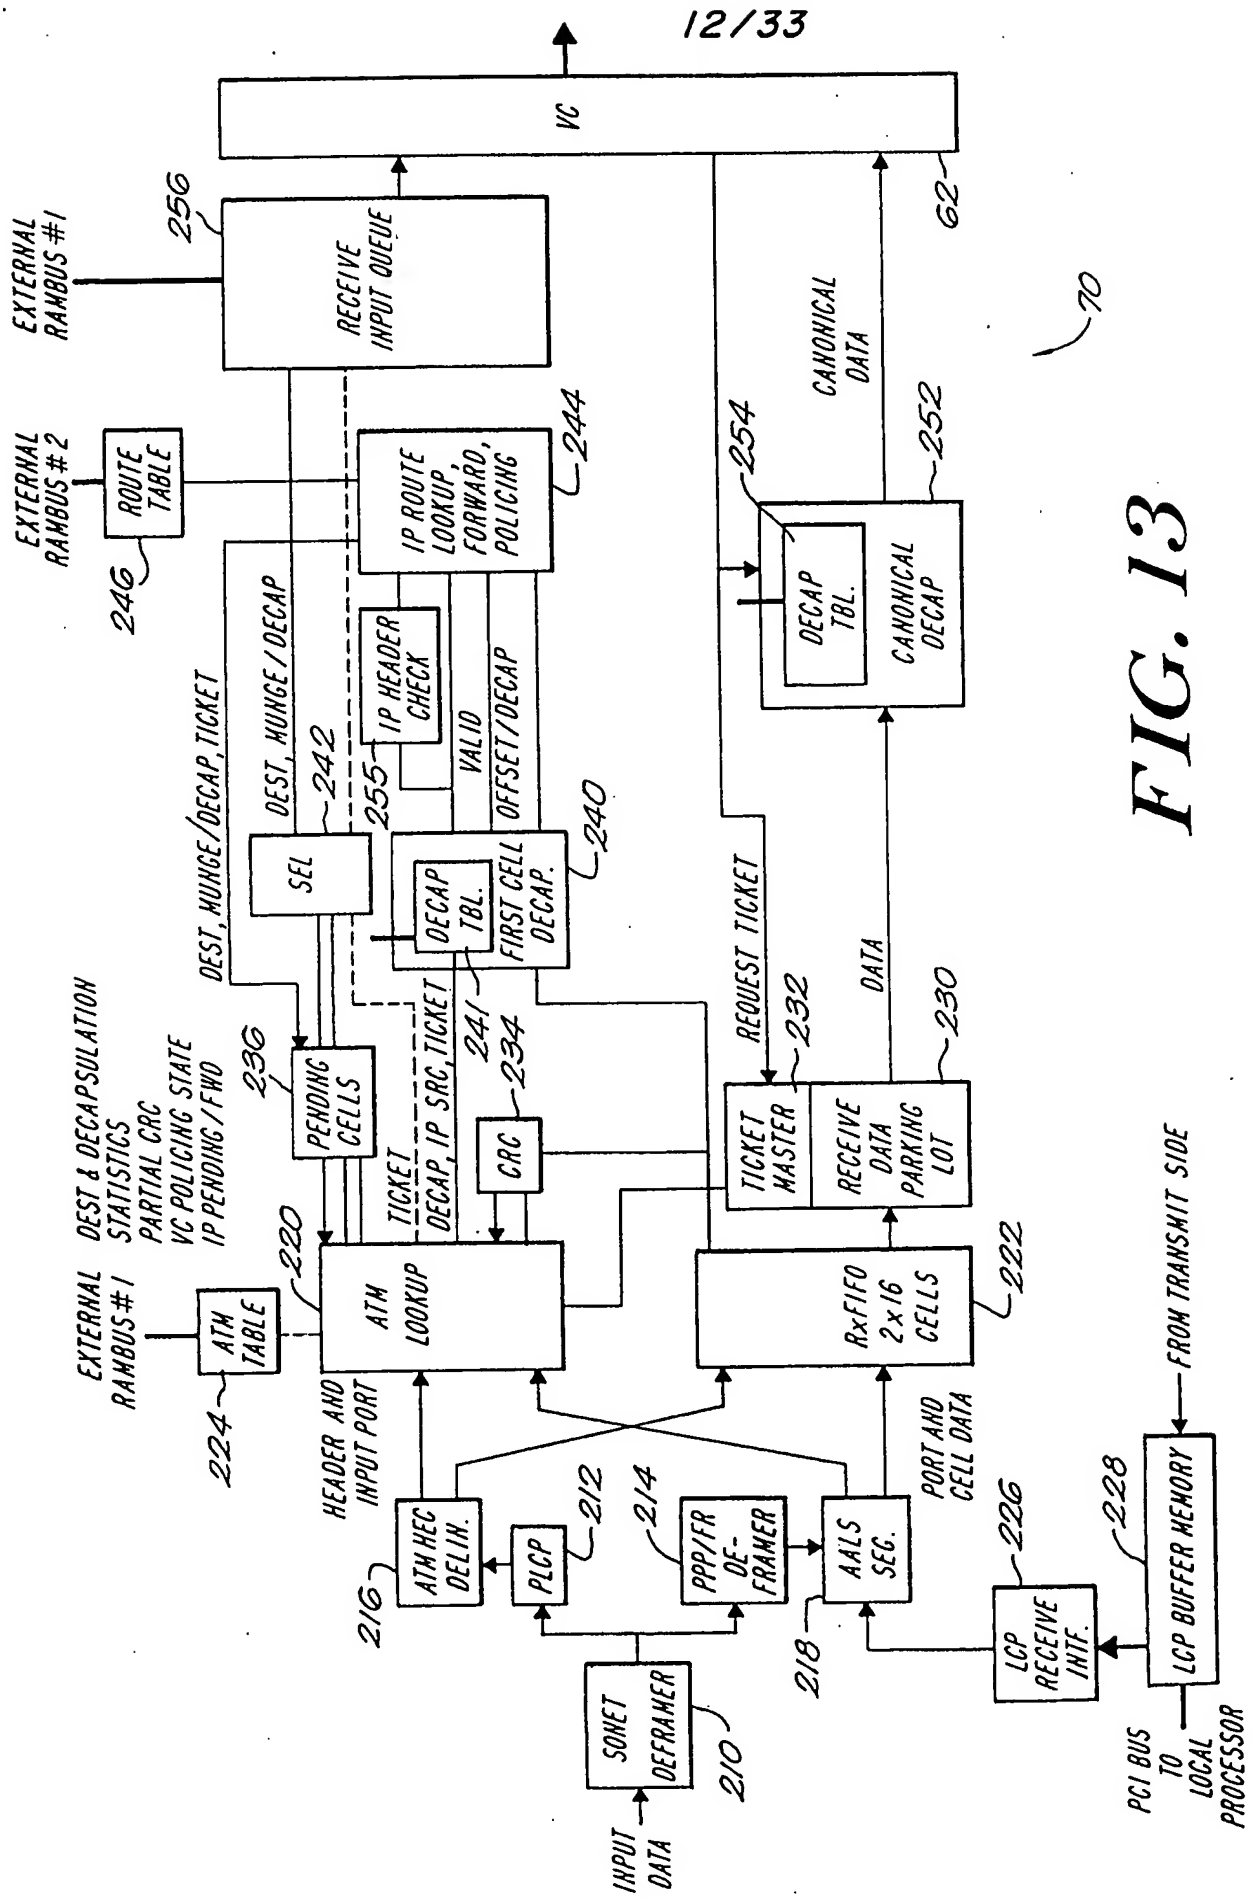 12/33
EXTERNAL
RAMBUS #1
DEST & DECAPSULATION
STATISTICS
PARTIAL CRC
VC POLICING STATE
IP PENDING/FWD
EXTERNAL
RAMBUS #2
EXTERNAL
RAMBUS #1
224
ATM
TABLE
220
ATM
LOOKUP
HEADER AND
INPUT PORT
236
PENDING
CELLS
DEST, MUNGE/DECAP, TICKET
SEL
242
DEST, MUNGE/DECAP
246
ROUTE
TABLE
256
RECEIVE
INPUT QUEUE
TICKET
DECAP, IP SRC, TICKET
241
DECAP
TBL.
FIRST CELL
DECAP.
240
255
IP HEADER
CHECK
VALID
OFFSET/DECAP
IP ROUTE
LOOKUP,
FORWARD,
POLICING
244
CRC
234
VC
62
INPUT
DATA
SONET
DEFRAMER
210
216
ATM HEC
DELIN.
PLCP
212
214
PPP/FR
DE-
FRAMER
218
AAL5
SEG.
PORT AND
CELL DATA
RxFIFO
2 x 16
CELLS
222
REQUEST TICKET
TICKET
MASTER
232
RECEIVE
DATA
PARKING
LOT
230
DATA
254
DECAP
TBL.
CANONICAL
DECAP
252
CANONICAL
DATA
LCP
RECEIVE
INTF.
226
PCI BUS
TO
LOCAL
PROCESSOR
LCP BUFFER MEMORY
228
FROM TRANSMIT SIDE
70
FIG. 13